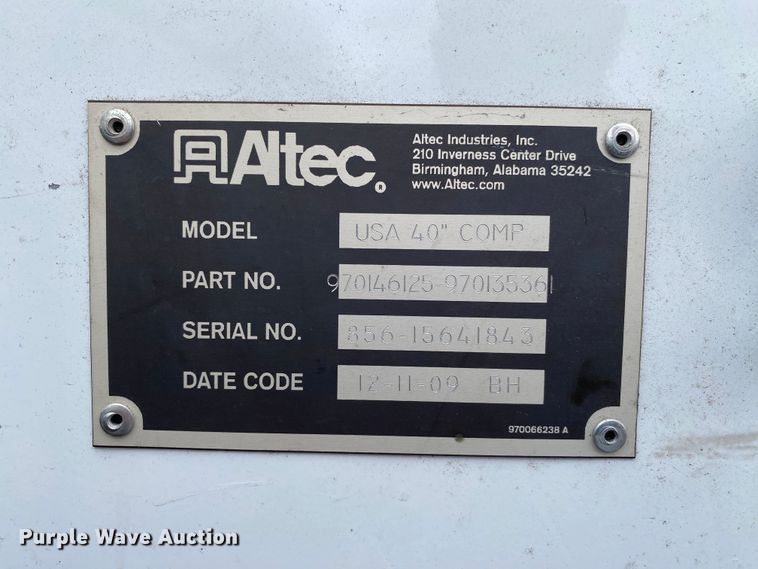 Altec®
Altec Industries, Inc.
210 Inverness Center Drive
Birmingham, Alabama 35242
www.Altec.com
MODEL USA 40" COMP
PART NO. 970146125-970135361
SERIAL NO. 856-15641843
DATE CODE 12-11-09 BH
970066238 A
Purple Wave Auction